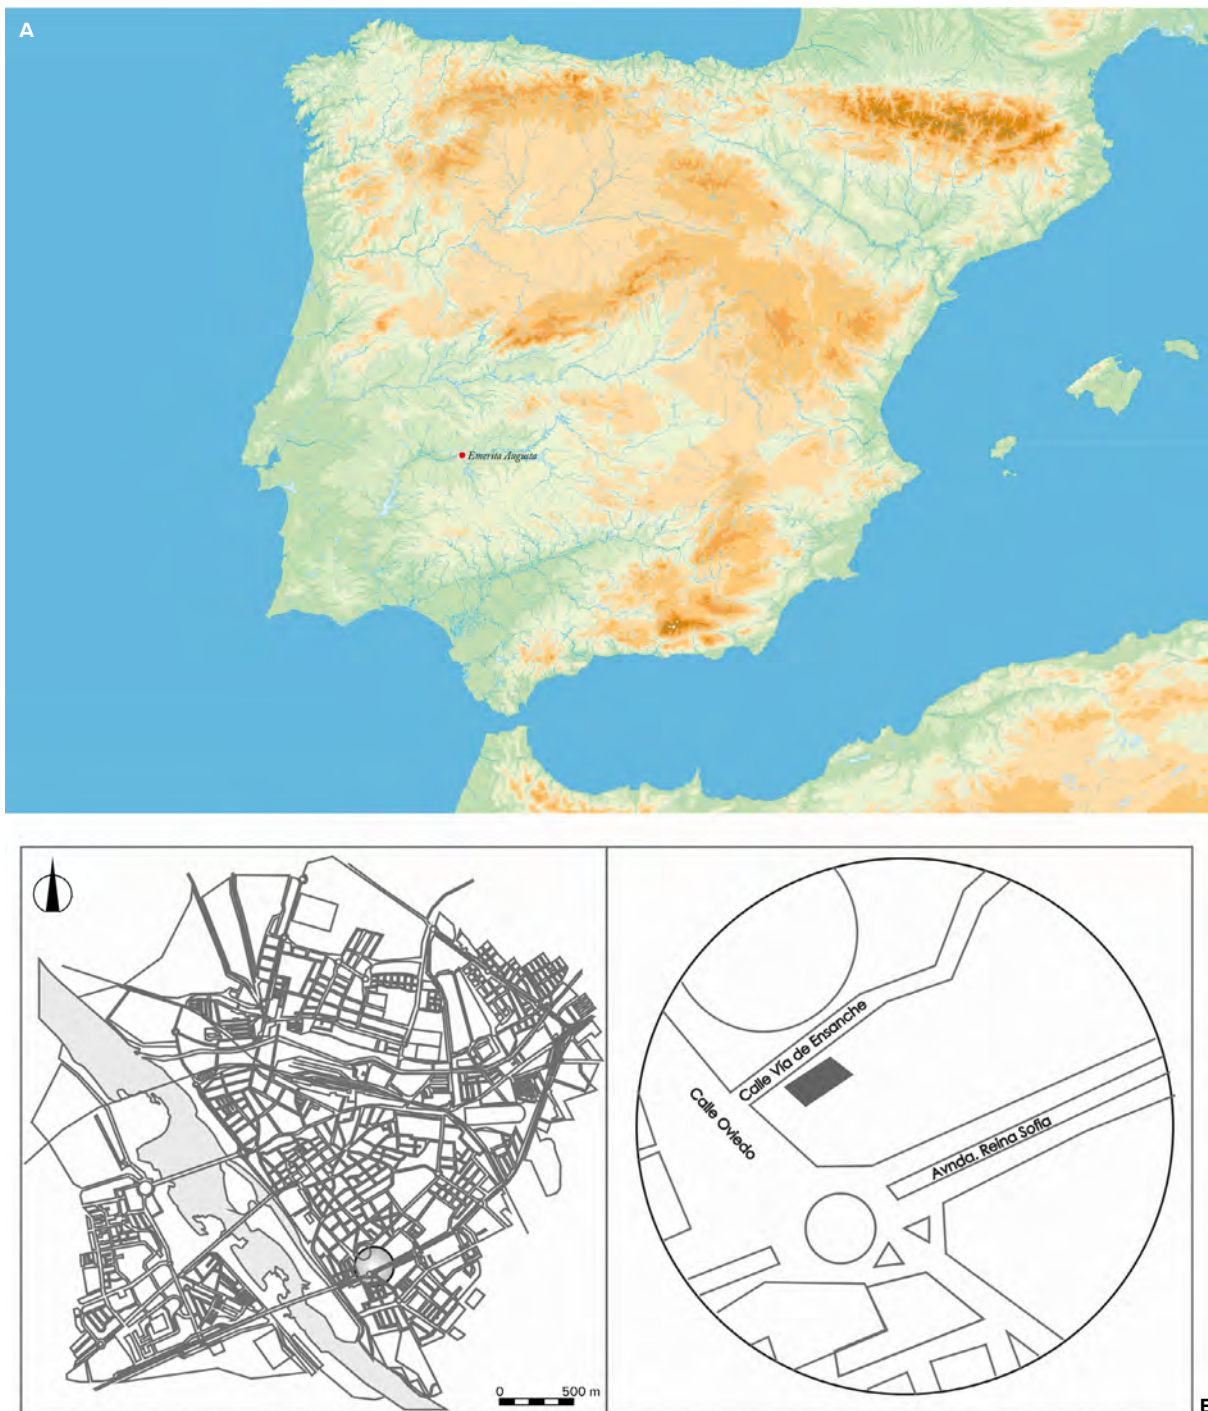 A
Emerita Augusta
Calle Vía de Ensanche
Calle Oviedo
Avnda. Reina Sofía
0 500 m
B